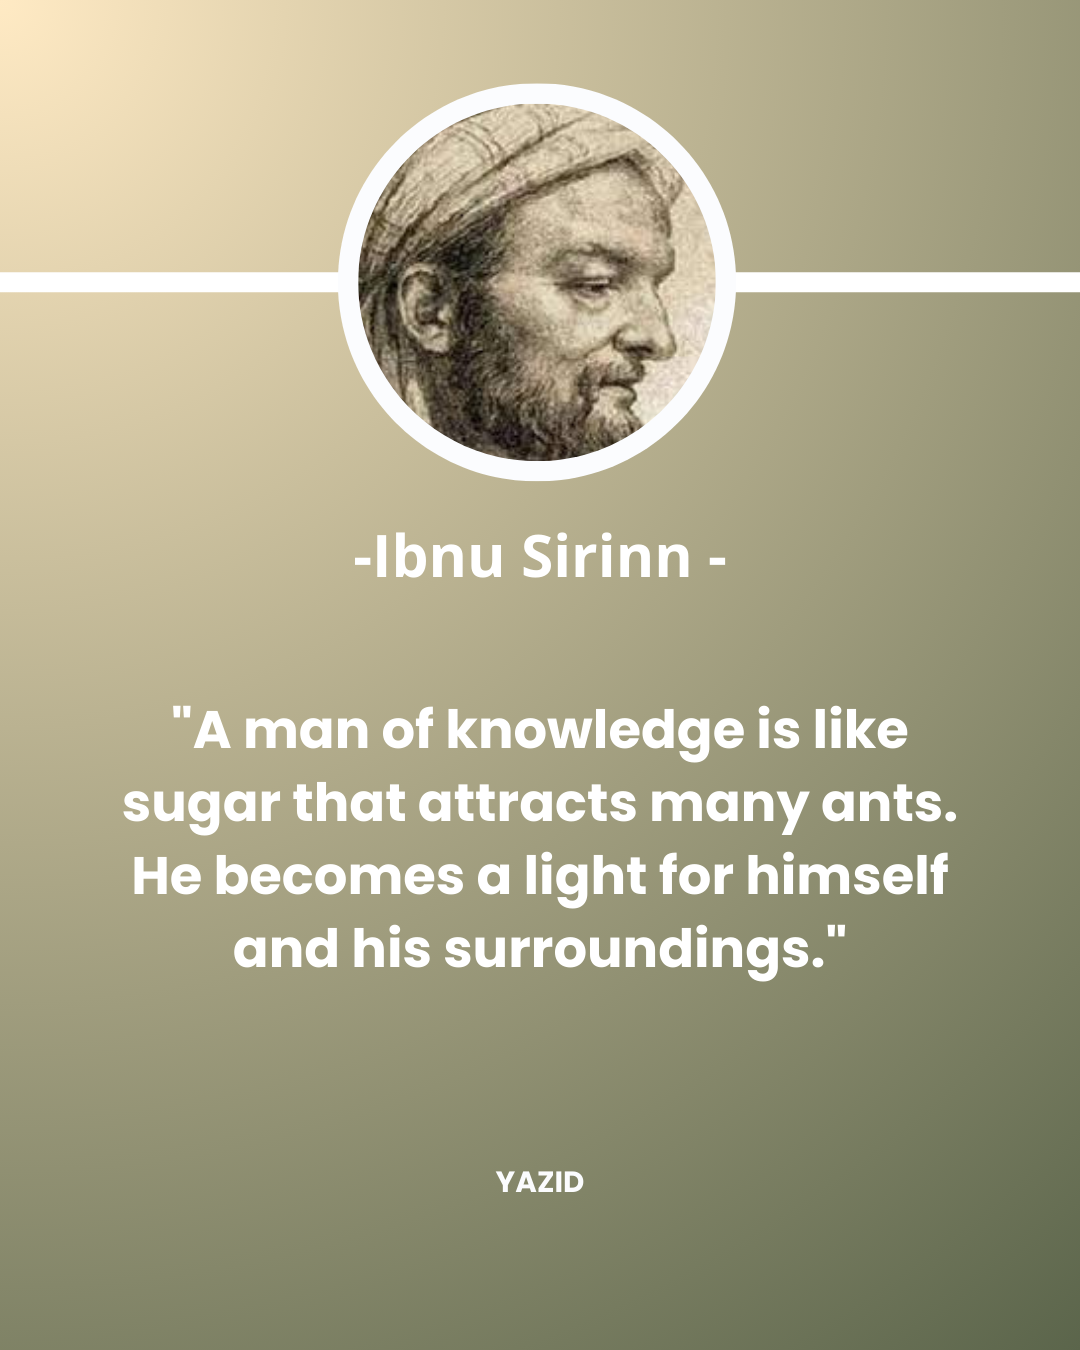 -Ibnu Sirinn -
"A man of knowledge is like
sugar that attracts many ants.
He becomes a light for himself
and his surroundings."
YAZID